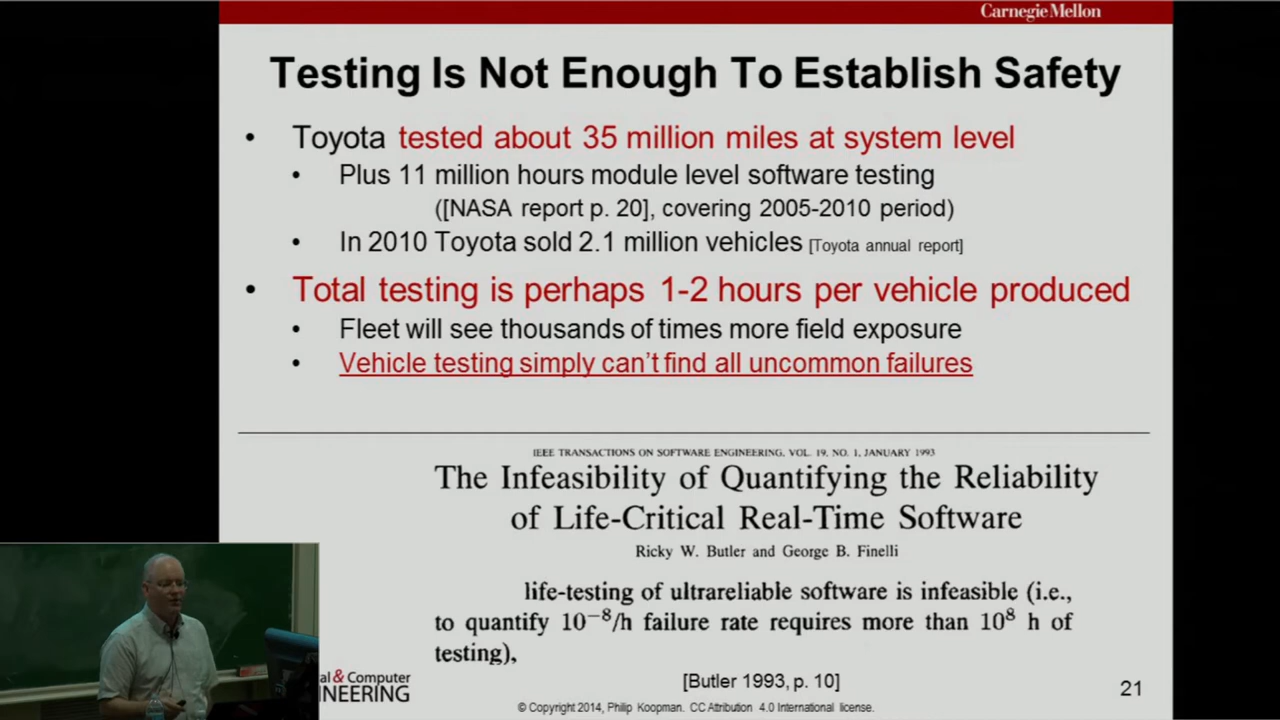 Carnegie Mellon
Testing Is Not Enough To Establish Safety
• Toyota tested about 35 million miles at system level
• Plus 11 million hours module level software testing
([NASA report p. 20], covering 2005-2010 period)
• In 2010 Toyota sold 2.1 million vehicles [Toyota annual report]
• Total testing is perhaps 1-2 hours per vehicle produced
• Fleet will see thousands of times more field exposure
• Vehicle testing simply can't find all uncommon failures
IEEE TRANSACTIONS ON SOFTWARE ENGINEERING, VOL. 19, NO. 1, JANUARY 1993
The Infeasibility of Quantifying the Reliability
of Life-Critical Real-Time Software
Ricky W. Butler and George B. Finelli
life-testing of ultrareliable software is infeasible (i.e.,
to quantify 10⁻⁸/h failure rate requires more than 10⁸ h of
testing),
[Butler 1993, p. 10]
al & Computer
NEERING
21
© Copyright 2014, Philip Koopman. CC Attribution 4.0 International license.